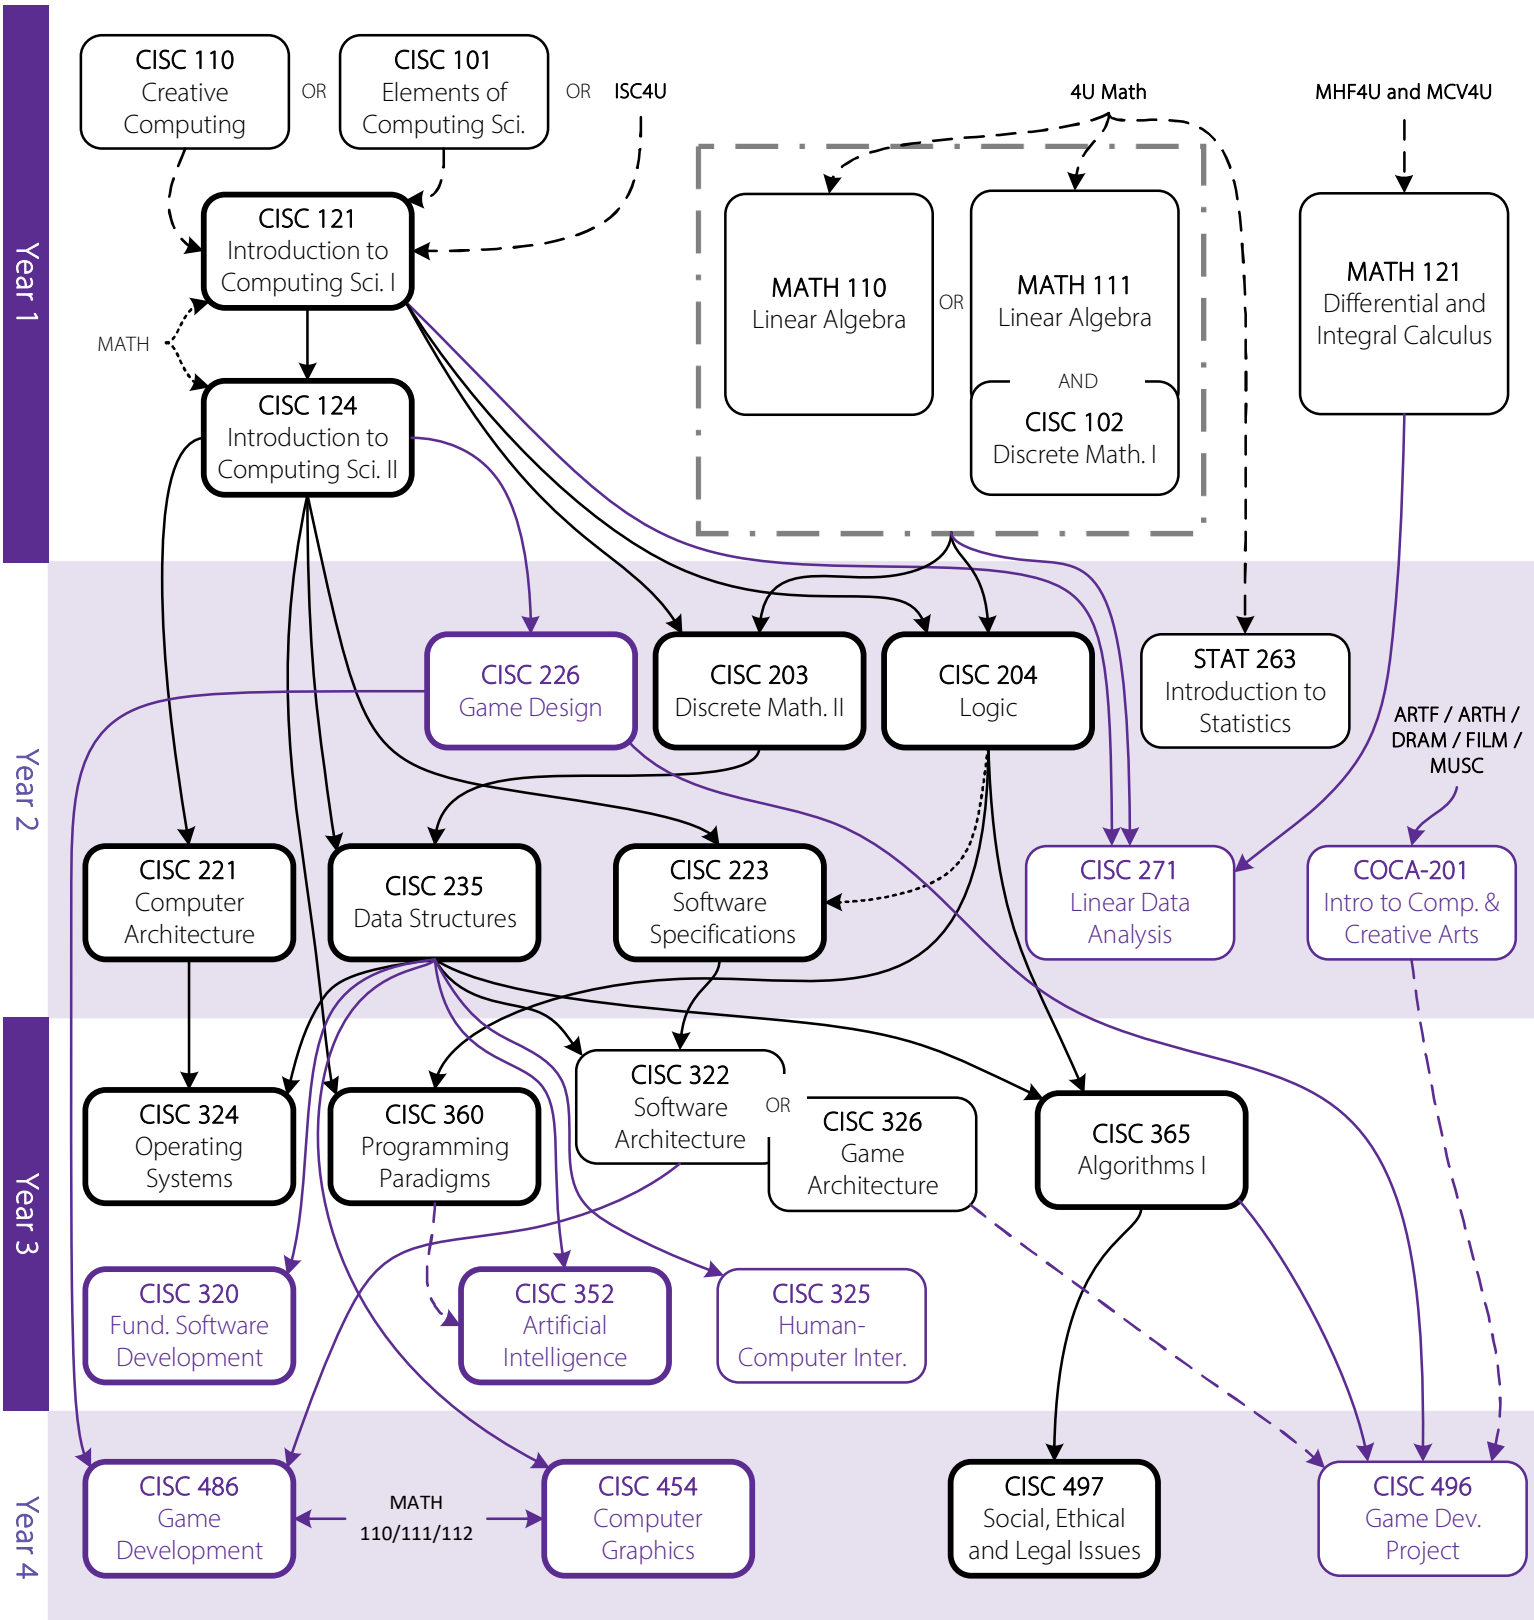 Year 1
CISC 110
Creative
Computing
OR
CISC 101
Elements of
Computing Sci.
OR
ISC4U
4U Math
MHF4U and MCV4U
CISC 121
Introduction to
Computing Sci. I
MATH
CISC 124
Introduction to
Computing Sci. II
MATH 110
Linear Algebra
OR
MATH 111
Linear Algebra
AND
CISC 102
Discrete Math. I
MATH 121
Differential and
Integral Calculus
Year 2
CISC 226
Game Design
CISC 203
Discrete Math. II
CISC 204
Logic
STAT 263
Introduction to
Statistics
ARTF / ARTH /
DRAM / FILM /
MUSC
CISC 221
Computer
Architecture
CISC 235
Data Structures
CISC 223
Software
Specifications
CISC 271
Linear Data
Analysis
COCA-201
Intro to Comp. &
Creative Arts
Year 3
CISC 324
Operating
Systems
CISC 360
Programming
Paradigms
CISC 322
Software
Architecture
OR
CISC 326
Game
Architecture
CISC 365
Algorithms I
CISC 320
Fund. Software
Development
CISC 352
Artificial
Intelligence
CISC 325
Human-
Computer Inter.
Year 4
CISC 486
Game
Development
MATH
110/111/112
CISC 454
Computer
Graphics
CISC 497
Social, Ethical
and Legal Issues
CISC 496
Game Dev.
Project